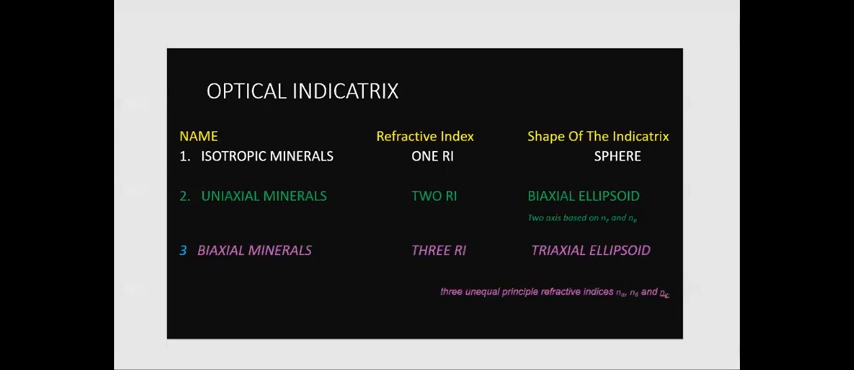 OPTICAL INDICATRIX
NAME Refractive Index Shape Of The Indicatrix
1. ISOTROPIC MINERALS ONE RI SPHERE
2. UNIAXIAL MINERALS TWO RI BIAXIAL ELLIPSOID
Two axis based on and
3 BIAXIAL MINERALS THREE RI TRIAXIAL ELLIPSOID
three unequal principle refractive indices and